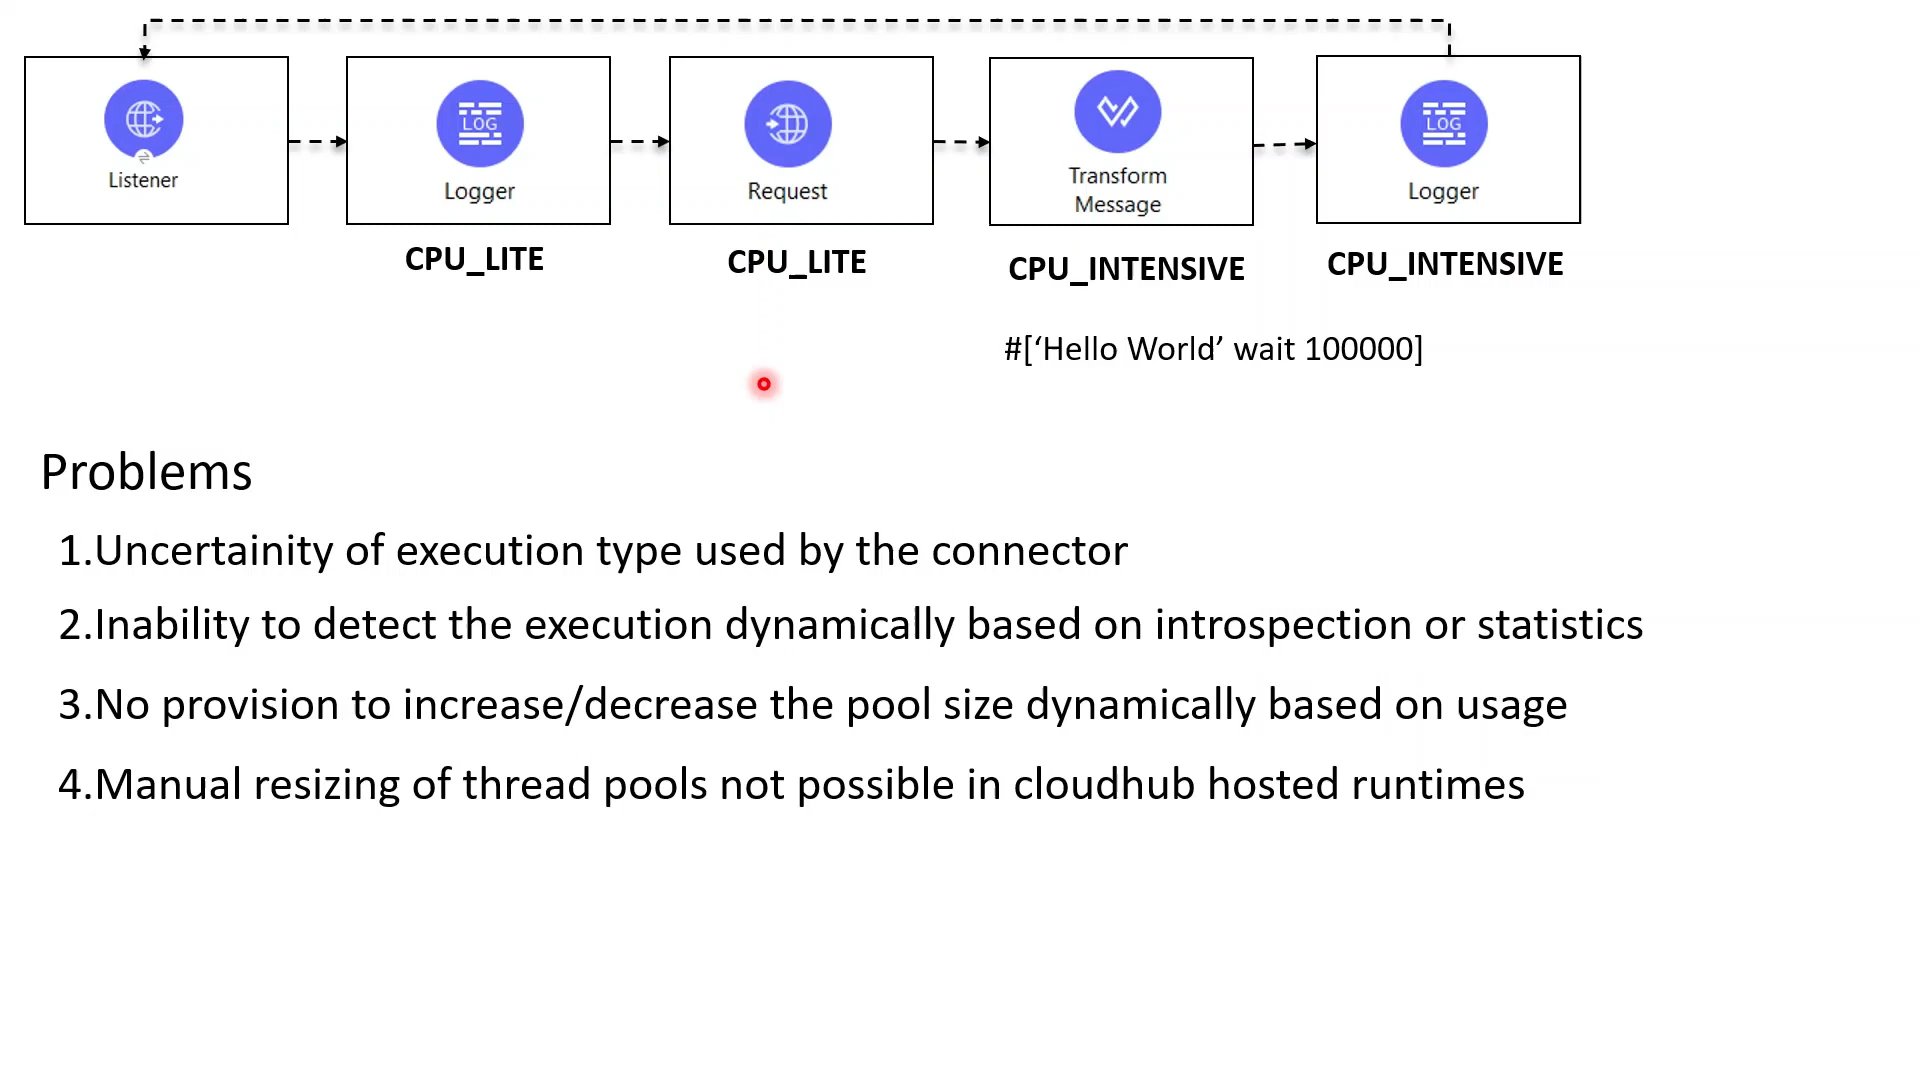 Listener
LOG
Logger
Request
Transform
Message
LOG
Logger
CPU_LITE
CPU_LITE
CPU_INTENSIVE
CPU_INTENSIVE
#[‘Hello World’ wait 100000]
Problems
1.Uncertainity of execution type used by the connector
2.Inability to detect the execution dynamically based on introspection or statistics
3.No provision to increase/decrease the pool size dynamically based on usage
4.Manual resizing of thread pools not possible in cloudhub hosted runtimes